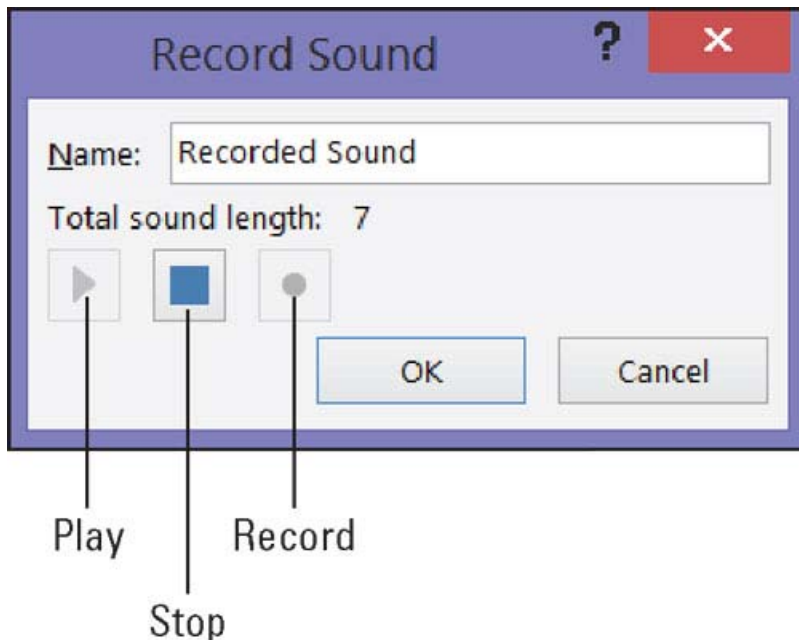 Record Sound ?
Name: Recorded Sound
Total sound length: 7
OK Cancel
Play Record
Stop